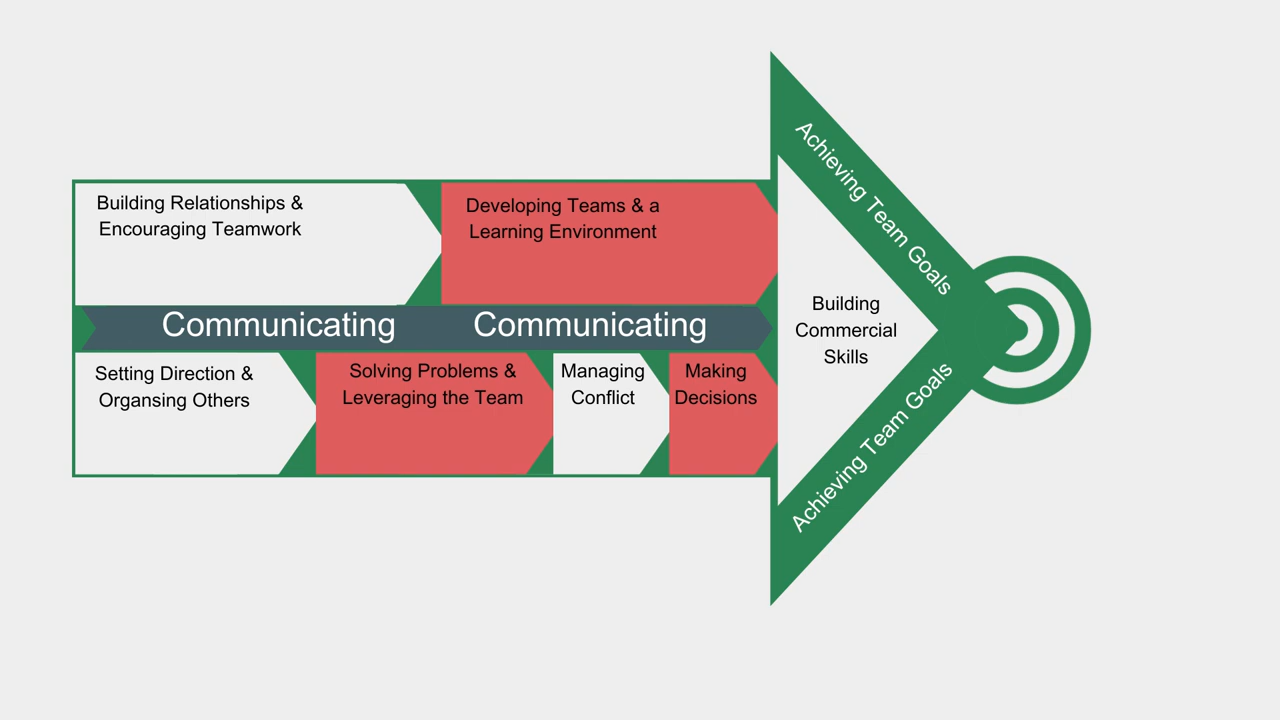 Building Relationships &
Encouraging Teamwork
Developing Teams & a
Learning Environment
Communicating
Communicating
Setting Direction &
Organsing Others
Solving Problems &
Leveraging the Team
Managing
Conflict
Making
Decisions
Building
Commercial
Skills
Achieving Team Goals
Achieving Team Goals